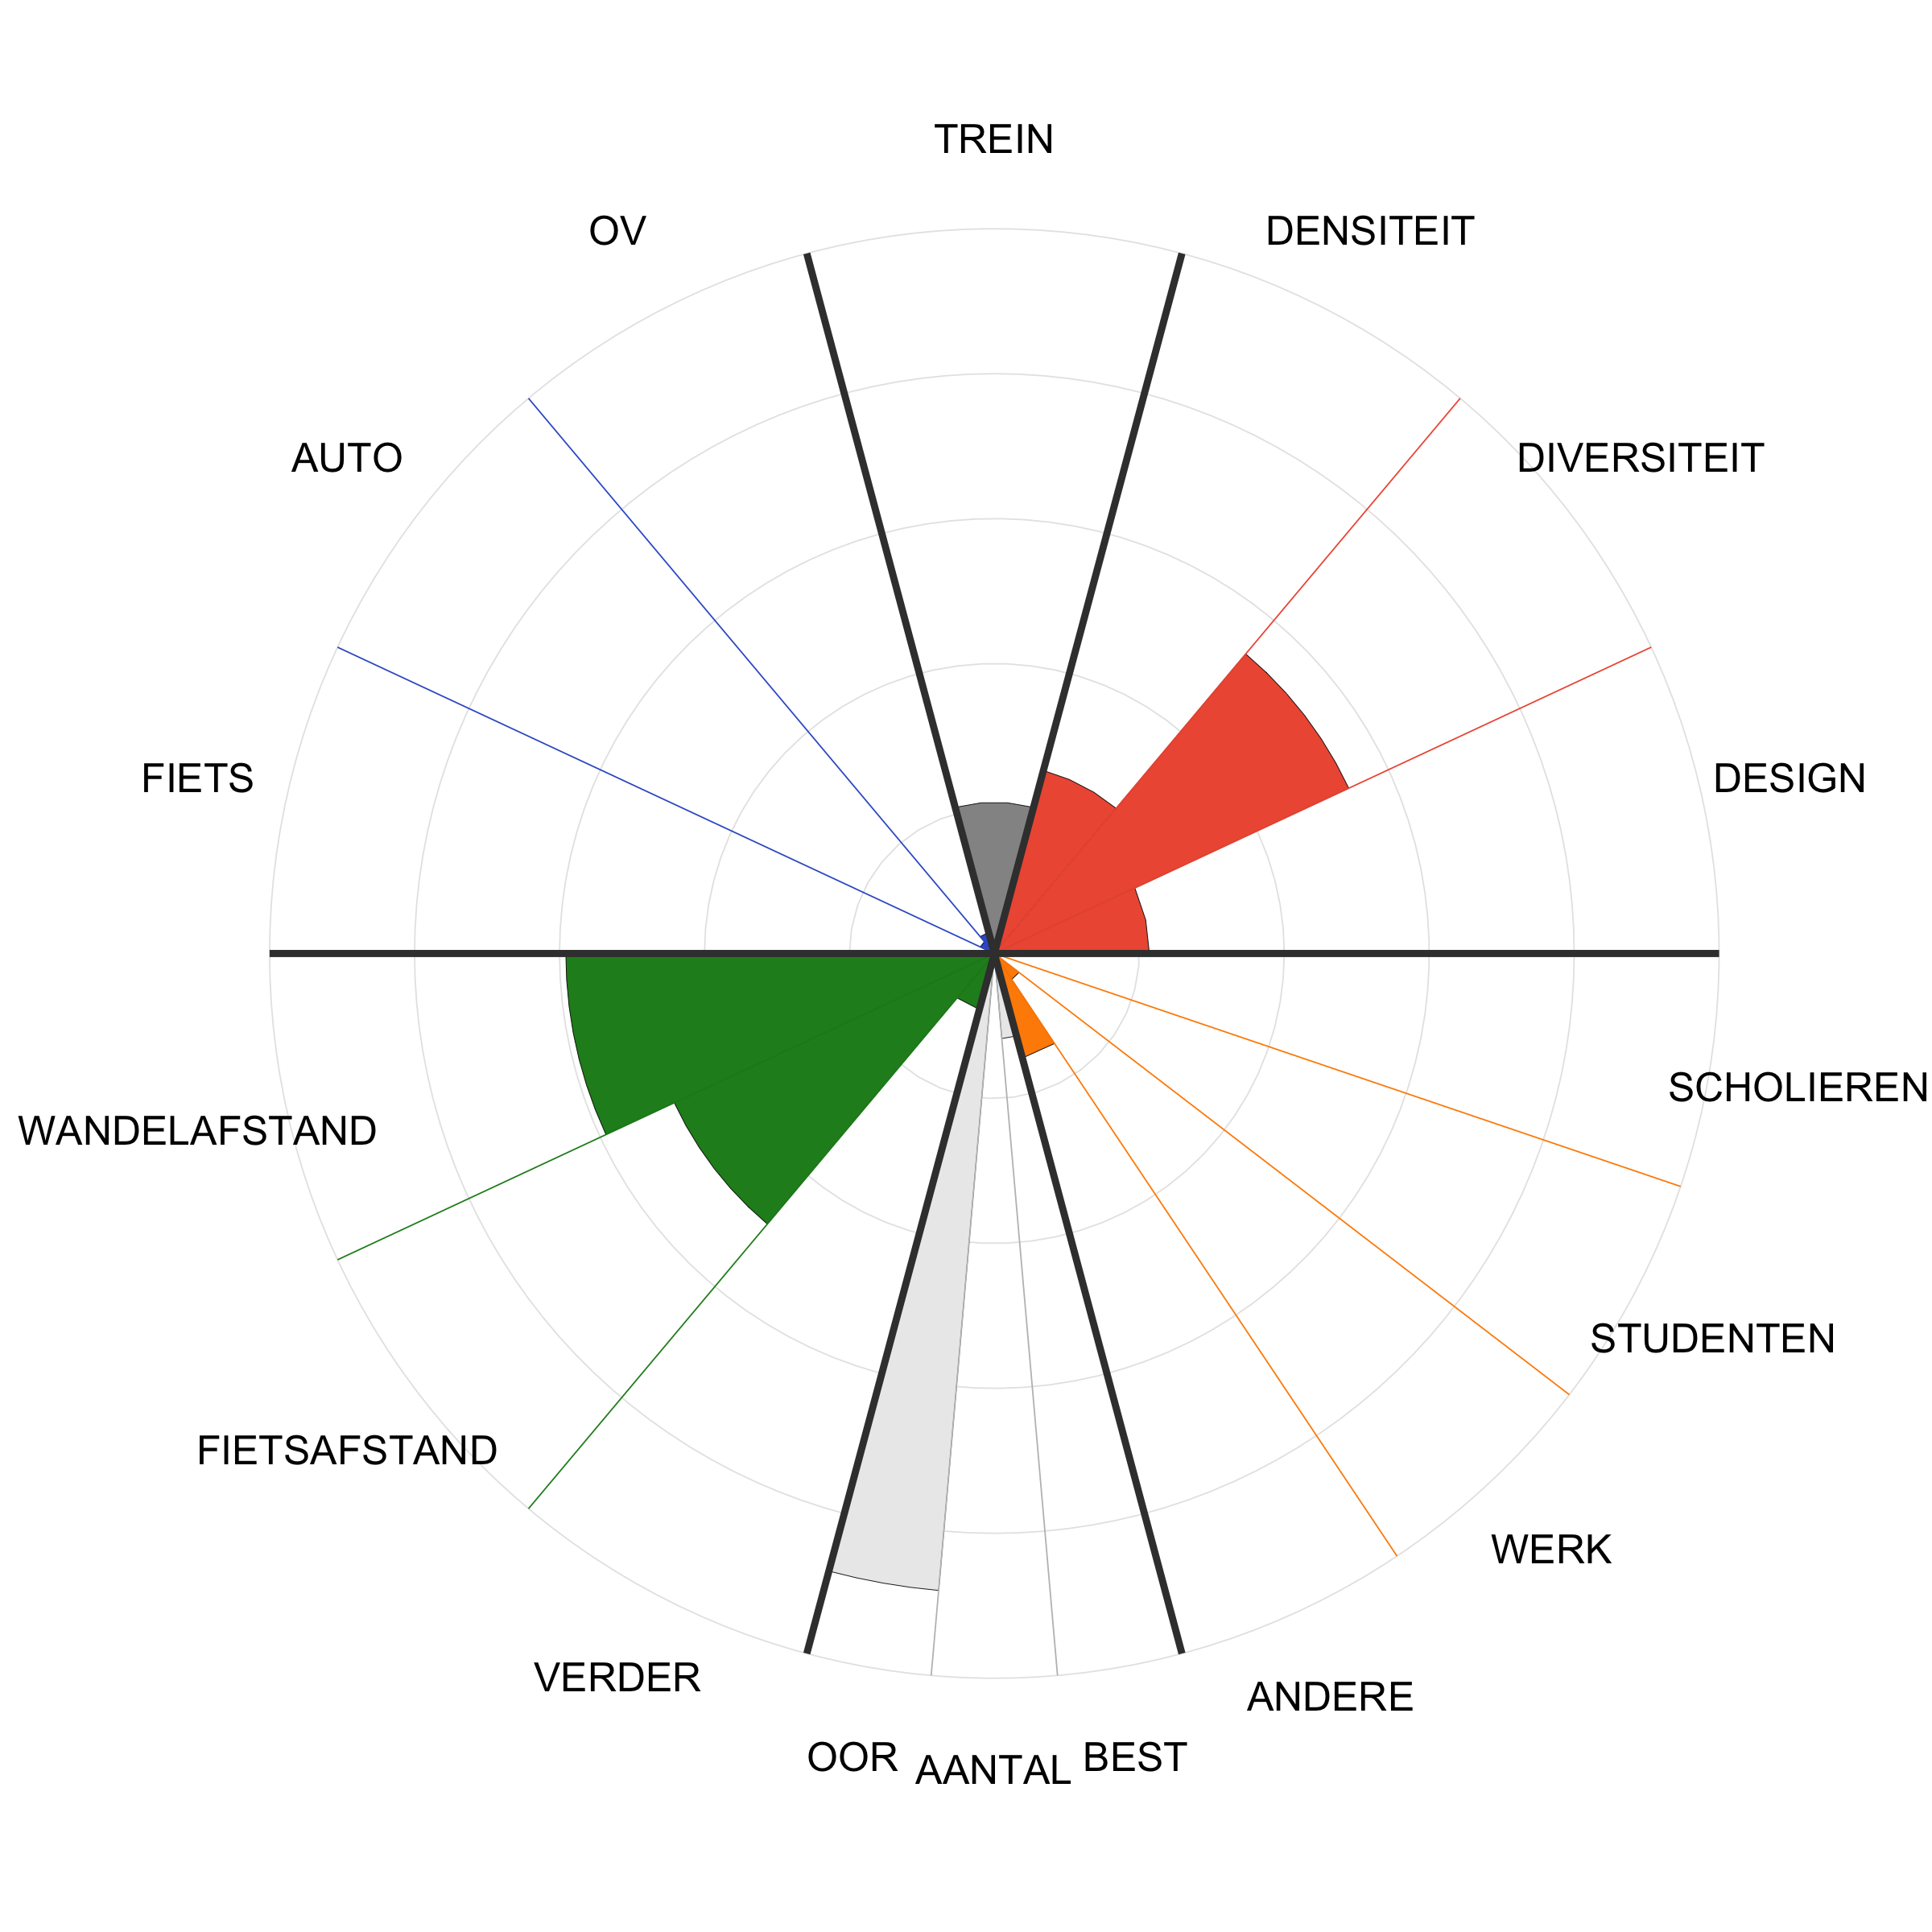 TREIN
OV
DENSITEIT
AUTO
DIVERSITEIT
FIETS
DESIGN
SCHOLIEREN
WANDELAFSTAND
STUDENTEN
FIETSAFSTAND
WERK
VERDER
ANDERE
OOR
AANTAL
BEST